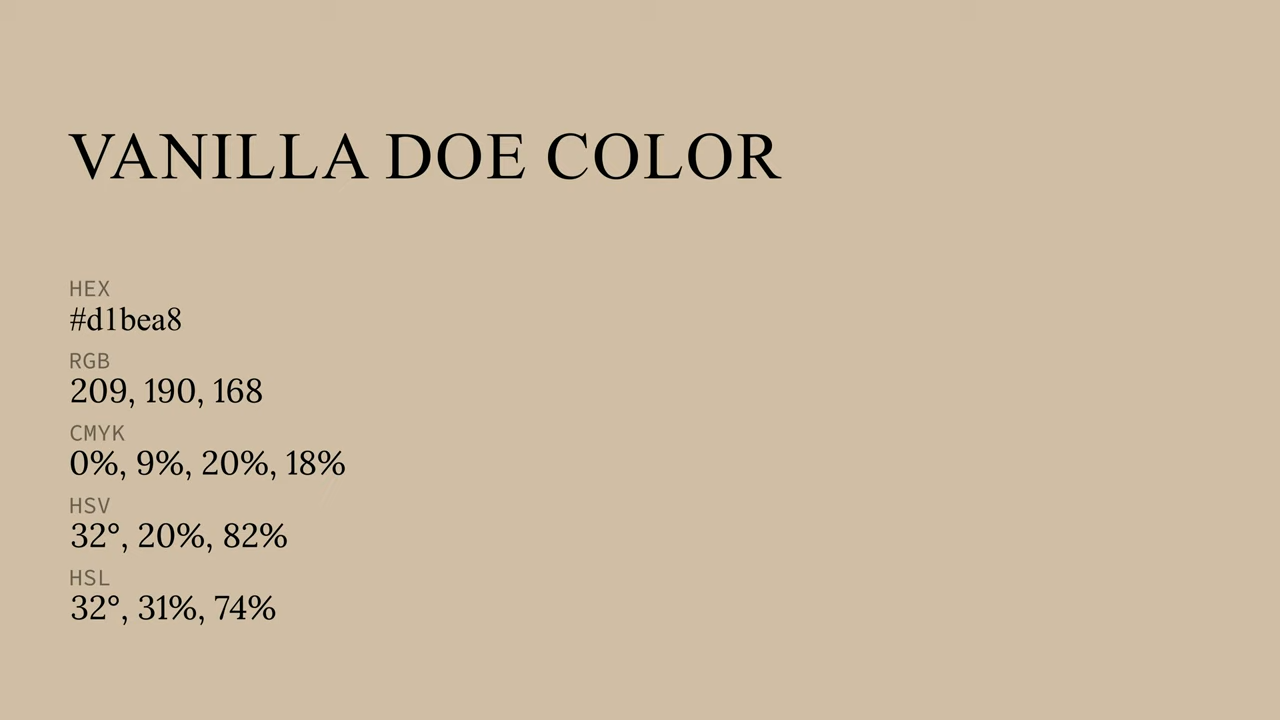 VANILLA DOE COLOR
HEX
#d1bea8
RGB
209, 190, 168
CMYK
0%, 9%, 20%, 18%
HSV
32°, 20%, 82%
HSL
32°, 31%, 74%